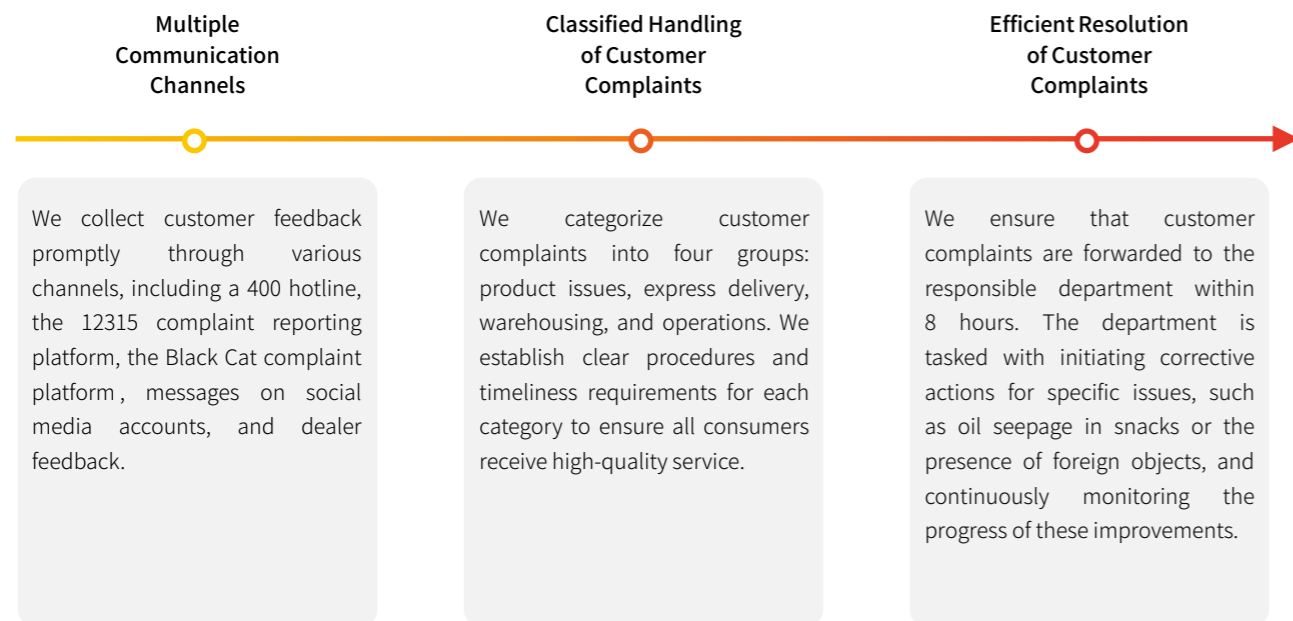 Multiple
Communication
Channels
We collect customer feedback
promptly through various
channels, including a 400 hotline,
the 12315 complaint reporting
platform, the Black Cat complaint
platform, messages on social
media accounts, and dealer
feedback.
Classified Handling
of Customer
Complaints
We categorize customer
complaints into four groups:
product issues, express delivery,
warehousing, and operations. We
establish clear procedures and
timeliness requirements for each
category to ensure all consumers
receive high-quality service.
Efficient Resolution
of Customer
Complaints
We ensure that customer
complaints are forwarded to the
responsible department within
8 hours. The department is
tasked with initiating corrective
actions for specific issues, such
as oil seepage in snacks or the
presence of foreign objects, and
continuously monitoring the
progress of these improvements.